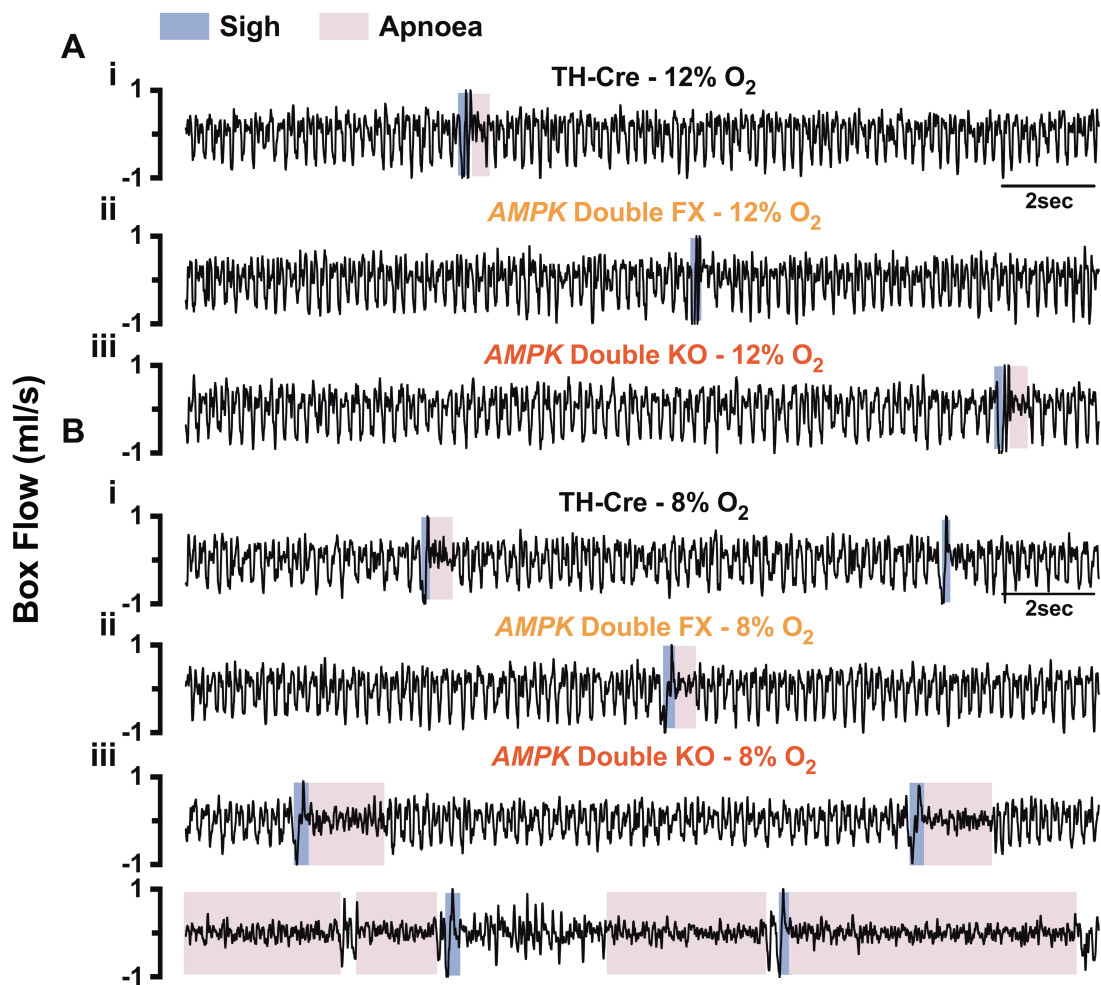 Sigh Apnoea
A
i
TH-Cre - 12% O2
1
-1
2sec
ii
AMPK Double FX - 12% O2
1
-1
iii
AMPK Double KO - 12% O2
1
-1
Box Flow (ml/s)
B
i
TH-Cre - 8% O2
1
-1
2sec
ii
AMPK Double FX - 8% O2
1
-1
iii
AMPK Double KO - 8% O2
1
-1
1
-1